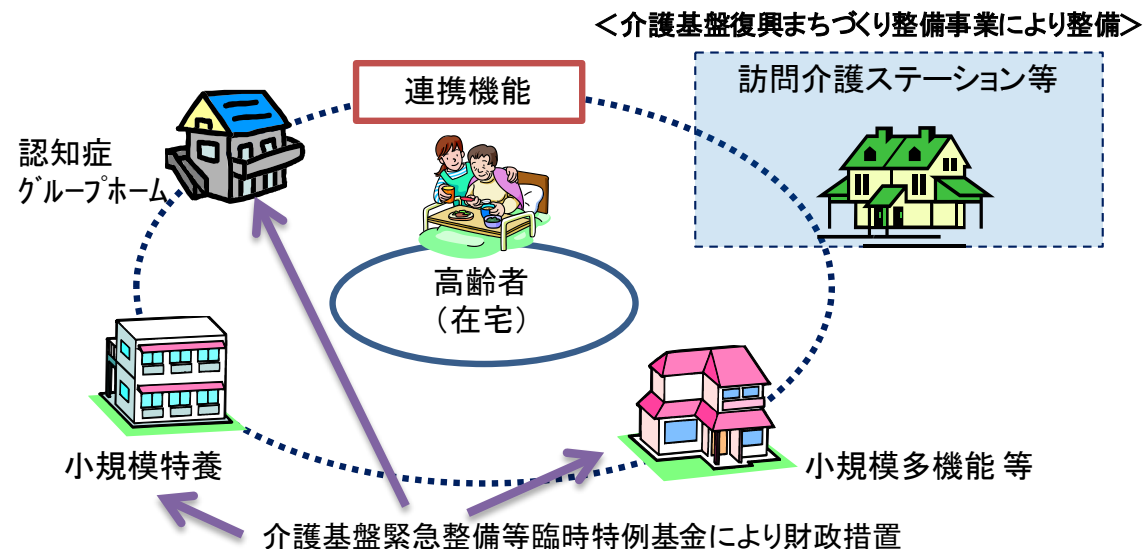 ＜介護基盤復興まちづくり整備事業により整備＞
連携機能
訪問介護ステーション等
認知症
グループホーム
高齢者
（在宅）
小規模特養
小規模多機能 等
介護基盤緊急整備等臨時特例基金により財政措置